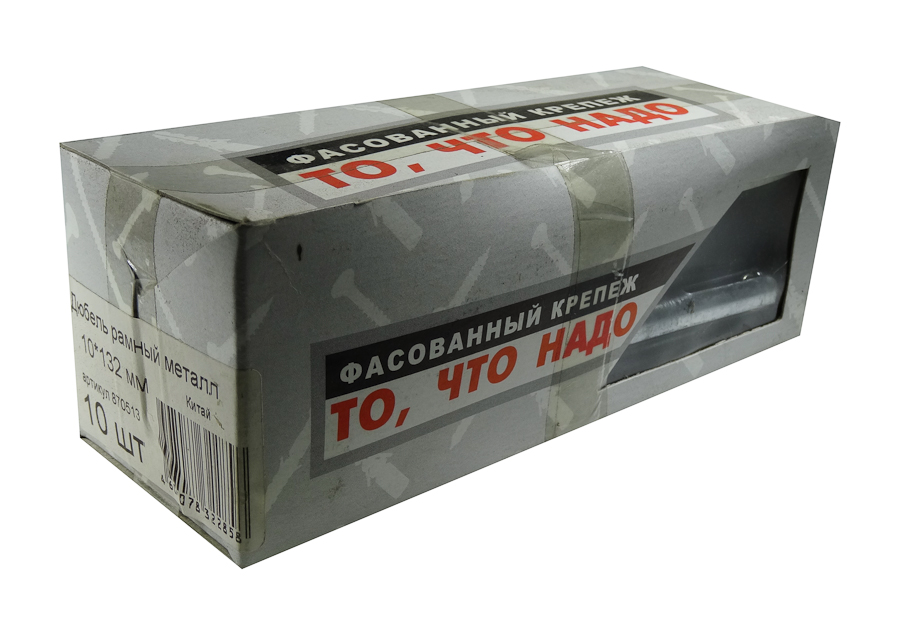 ФАСОВАННЫЙ КРЕПЕЖ
ТО, ЧТО НАДО
ФАСОВАННЫЙ КРЕПЕЖ
ТО, ЧТО НАДО
Дюбель рамный металл
10*132 мм
Китай
артикул 870513
10 шт